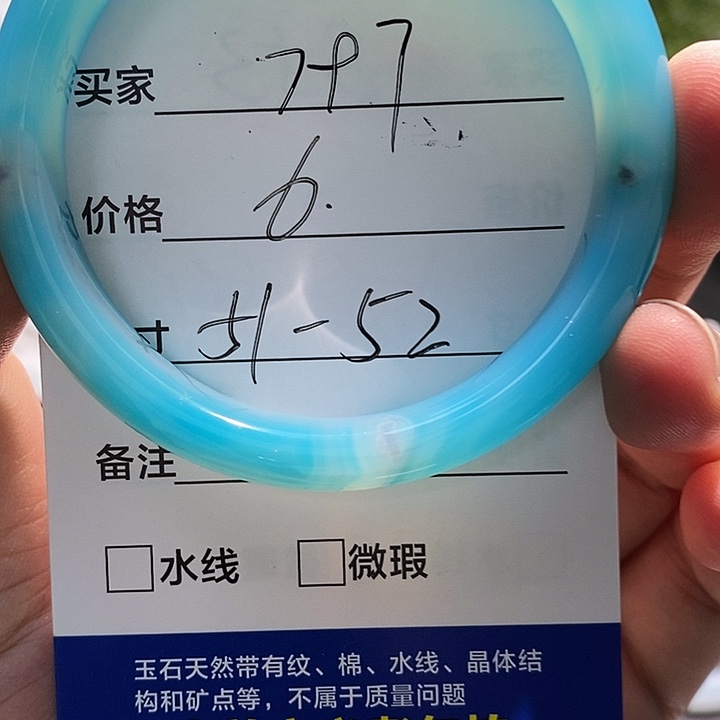 买家 797
价格 6.
寸 51-52
备注
水线 微瑕
玉石天然带有纹、棉、水线、晶体结
构和矿点等，不属于质量问题